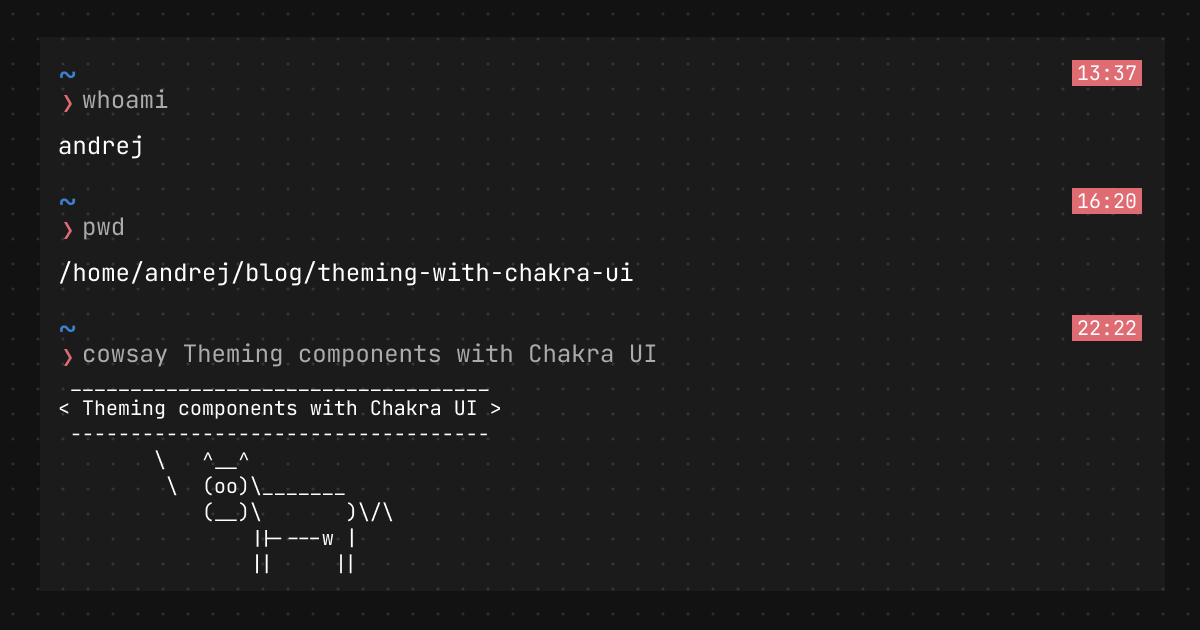 ~ 13:37
❯ whoami
andrej
~ 16:20
❯ pwd
/home/andrej/blog/theming-with-chakra-ui
~ 22:22
❯ cowsay Theming components with Chakra UI
 ___________________________________
< Theming components with Chakra UI >
 -----------------------------------
        \   ^__^
         \  (oo)\_______
            (__)\       )\/\
                ||----w |
                ||     ||